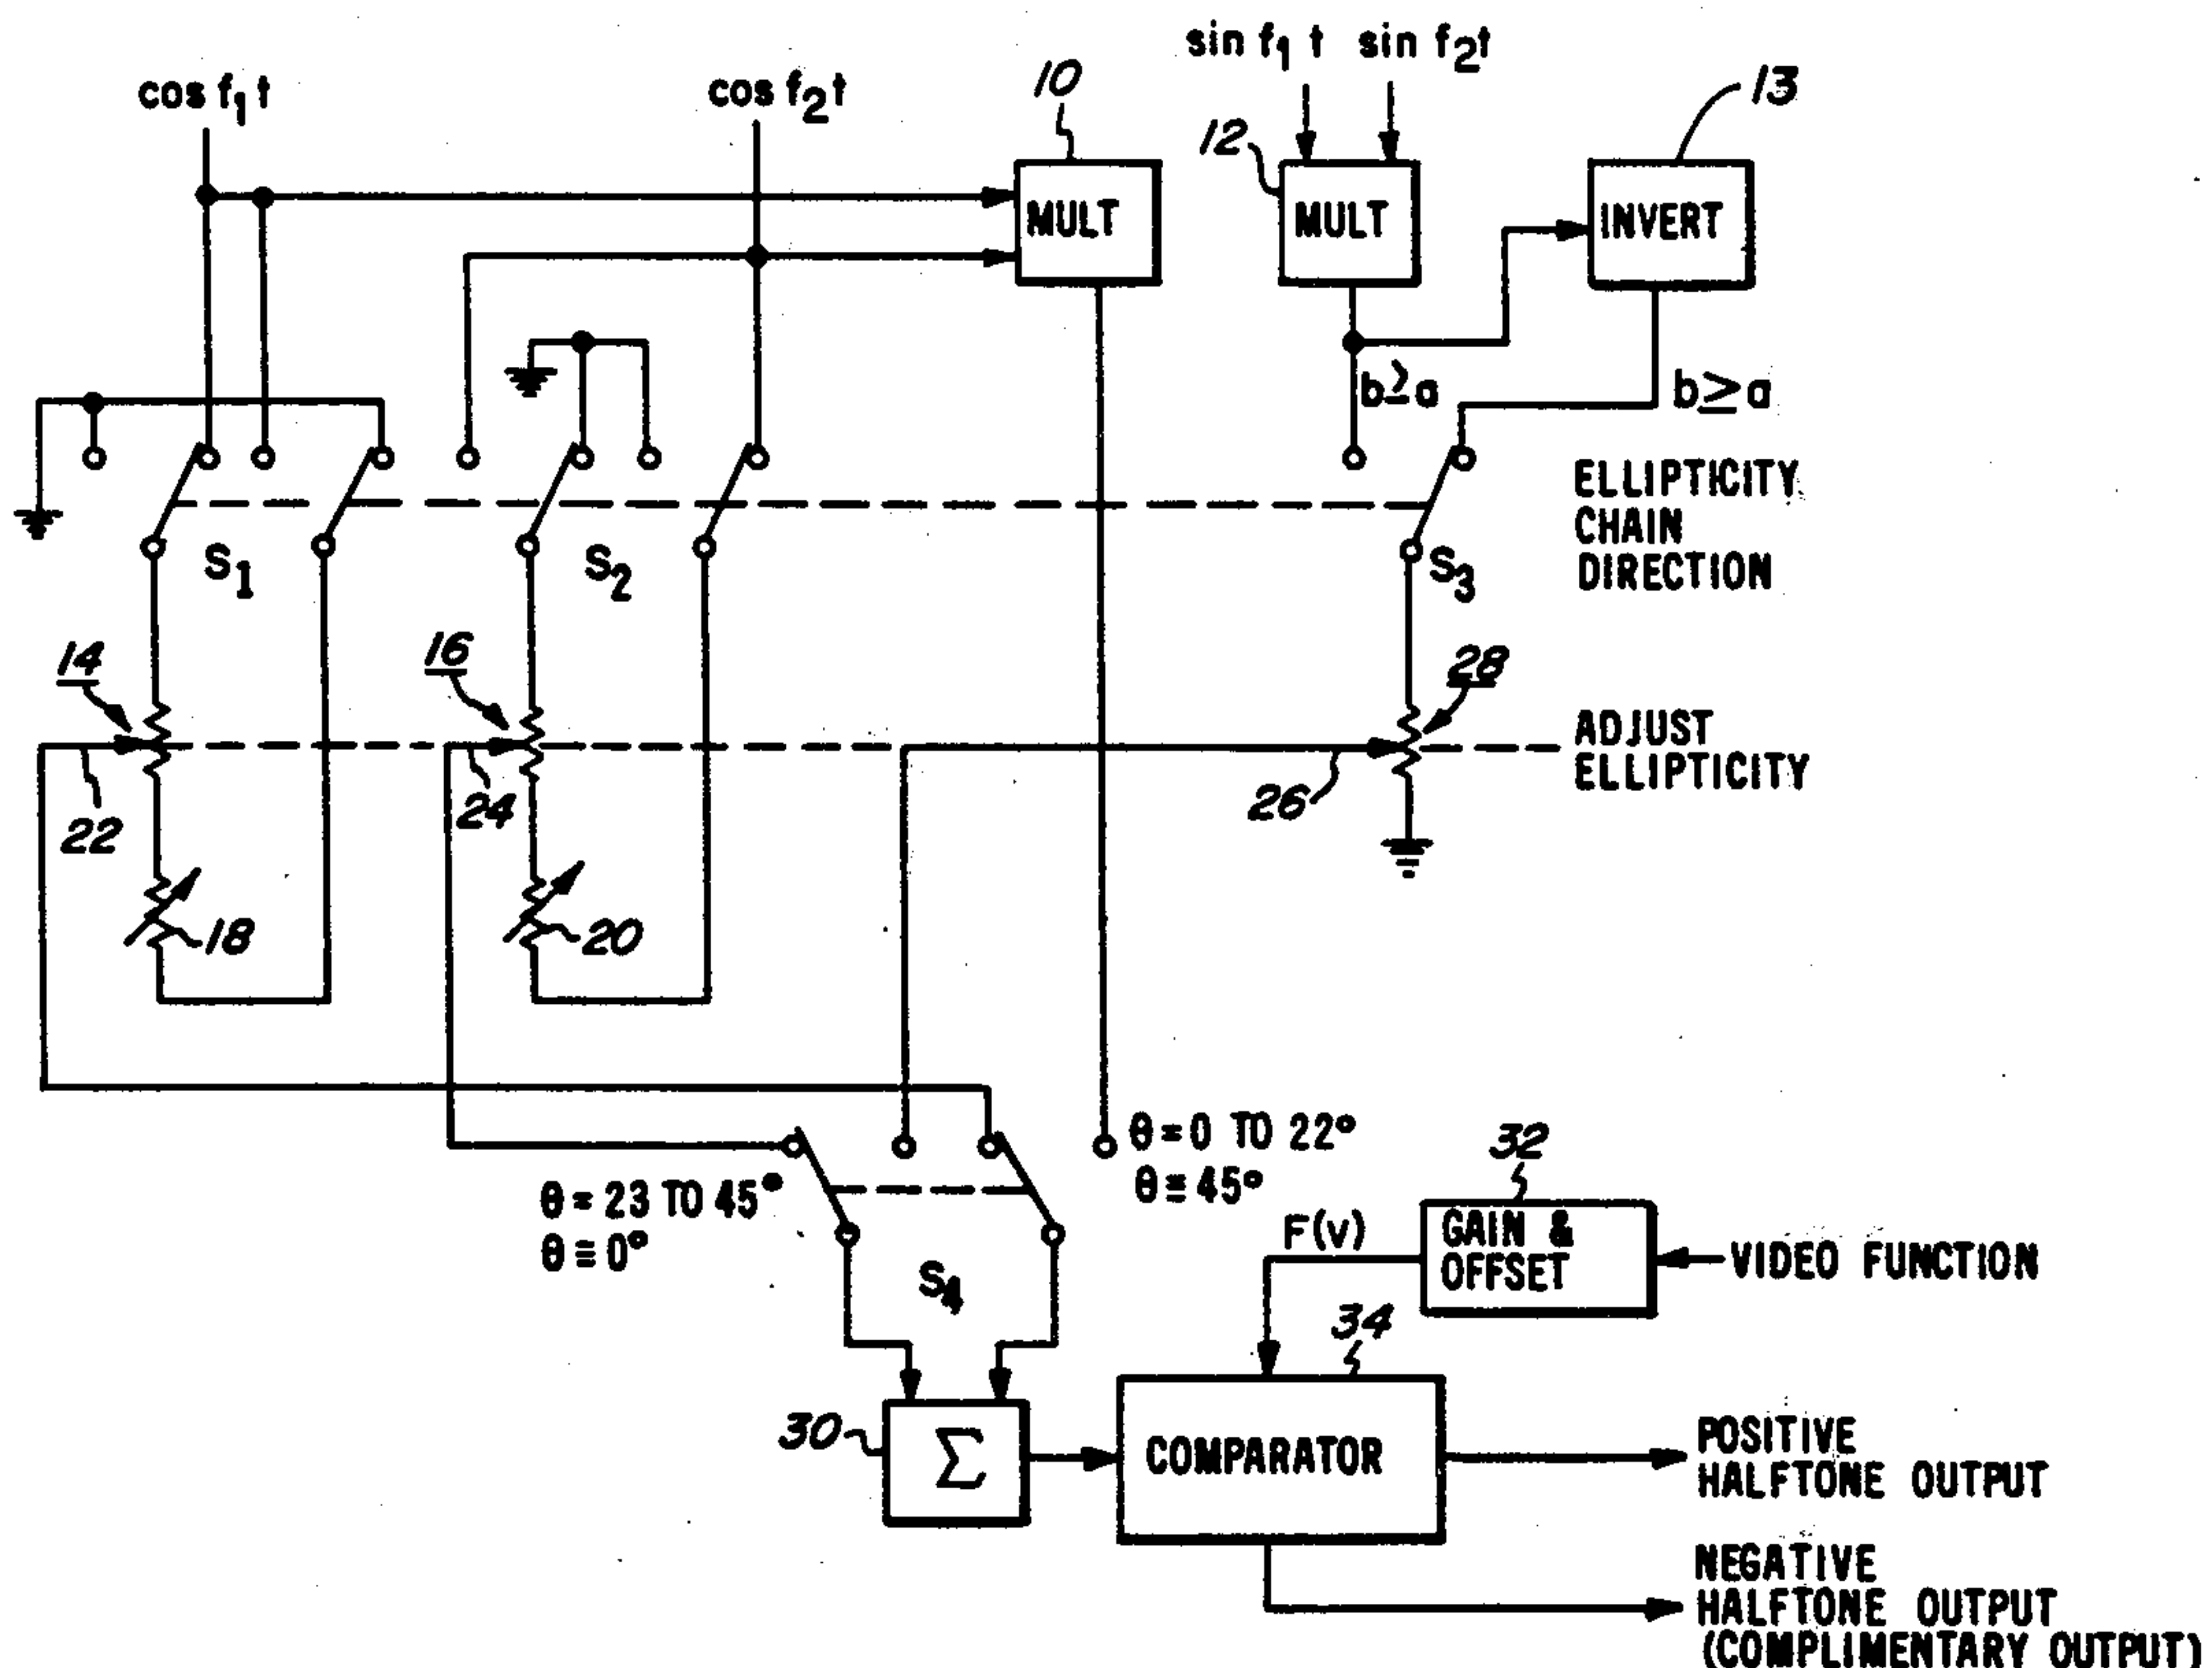 sin f₁ t sin f₂t
cos f₁ t
cos f₂t
10
12
13
MULT
MULT
INVERT
b≥a
b≥a
ELLIPTICITY
CHAIN
DIRECTION
S₁
S₂
S₃
14
16
28
ADJUST
ELLIPTICITY
22
24
26
18
20
θ = 0 TO 22°
θ ≡ 45°
θ = 23 TO 45°
θ ≡ 0°
S₄
32
F(v)
GAIN &
OFFSET
VIDEO FUNCTION
34
30
Σ
COMPARATOR
POSITIVE
HALFTONE OUTPUT
NEGATIVE
HALFTONE OUTPUT
(COMPLIMENTARY OUTPUT)